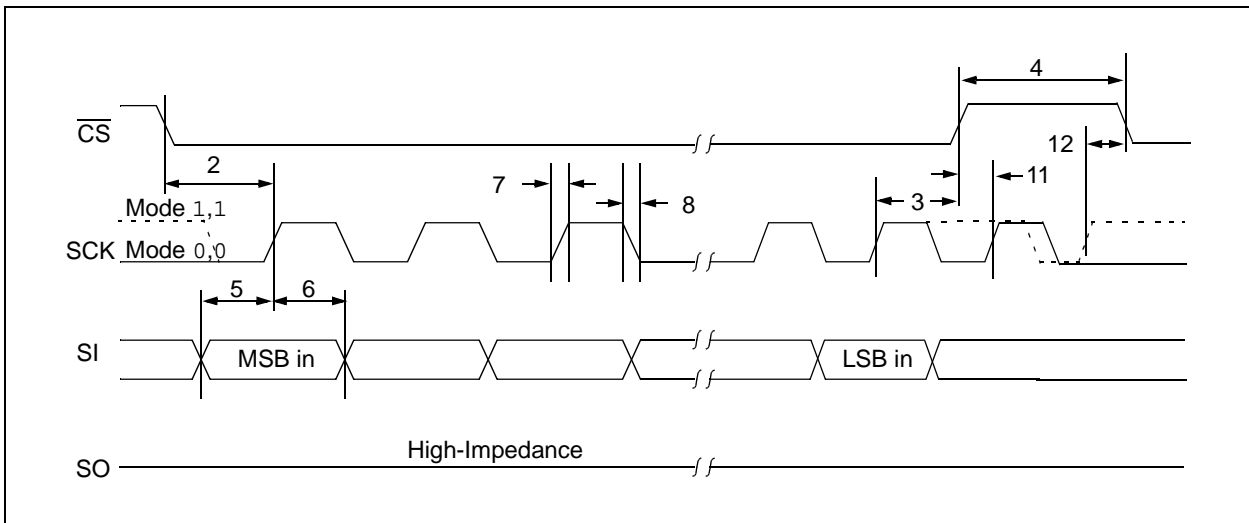 4
CS
12
2
7
8
3
11
Mode 1,1
SCK Mode 0,0
5
6
SI
MSB in
LSB in
High-Impedance
SO